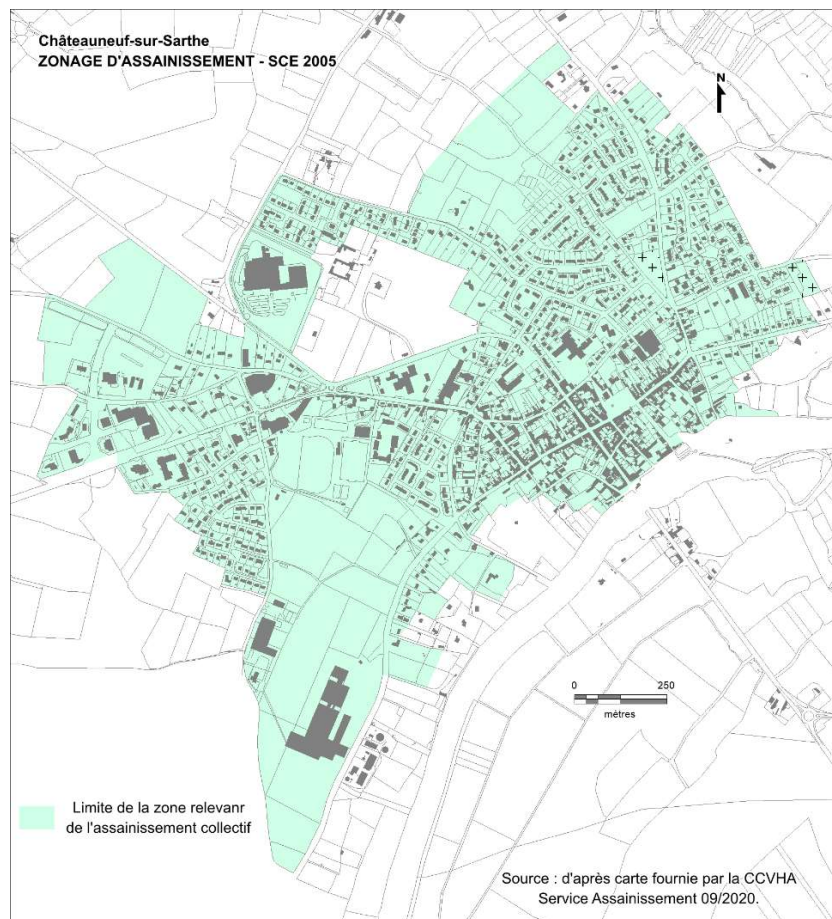 Châteauneuf-sur-Sarthe
ZONAGE D'ASSAINISSEMENT - SCE 2005
N
0 250
mètres
Limite de la zone relevanr
de l'assainissement collectif
Source : d'après carte fournie par la CCVHA
Service Assainissement 09/2020.